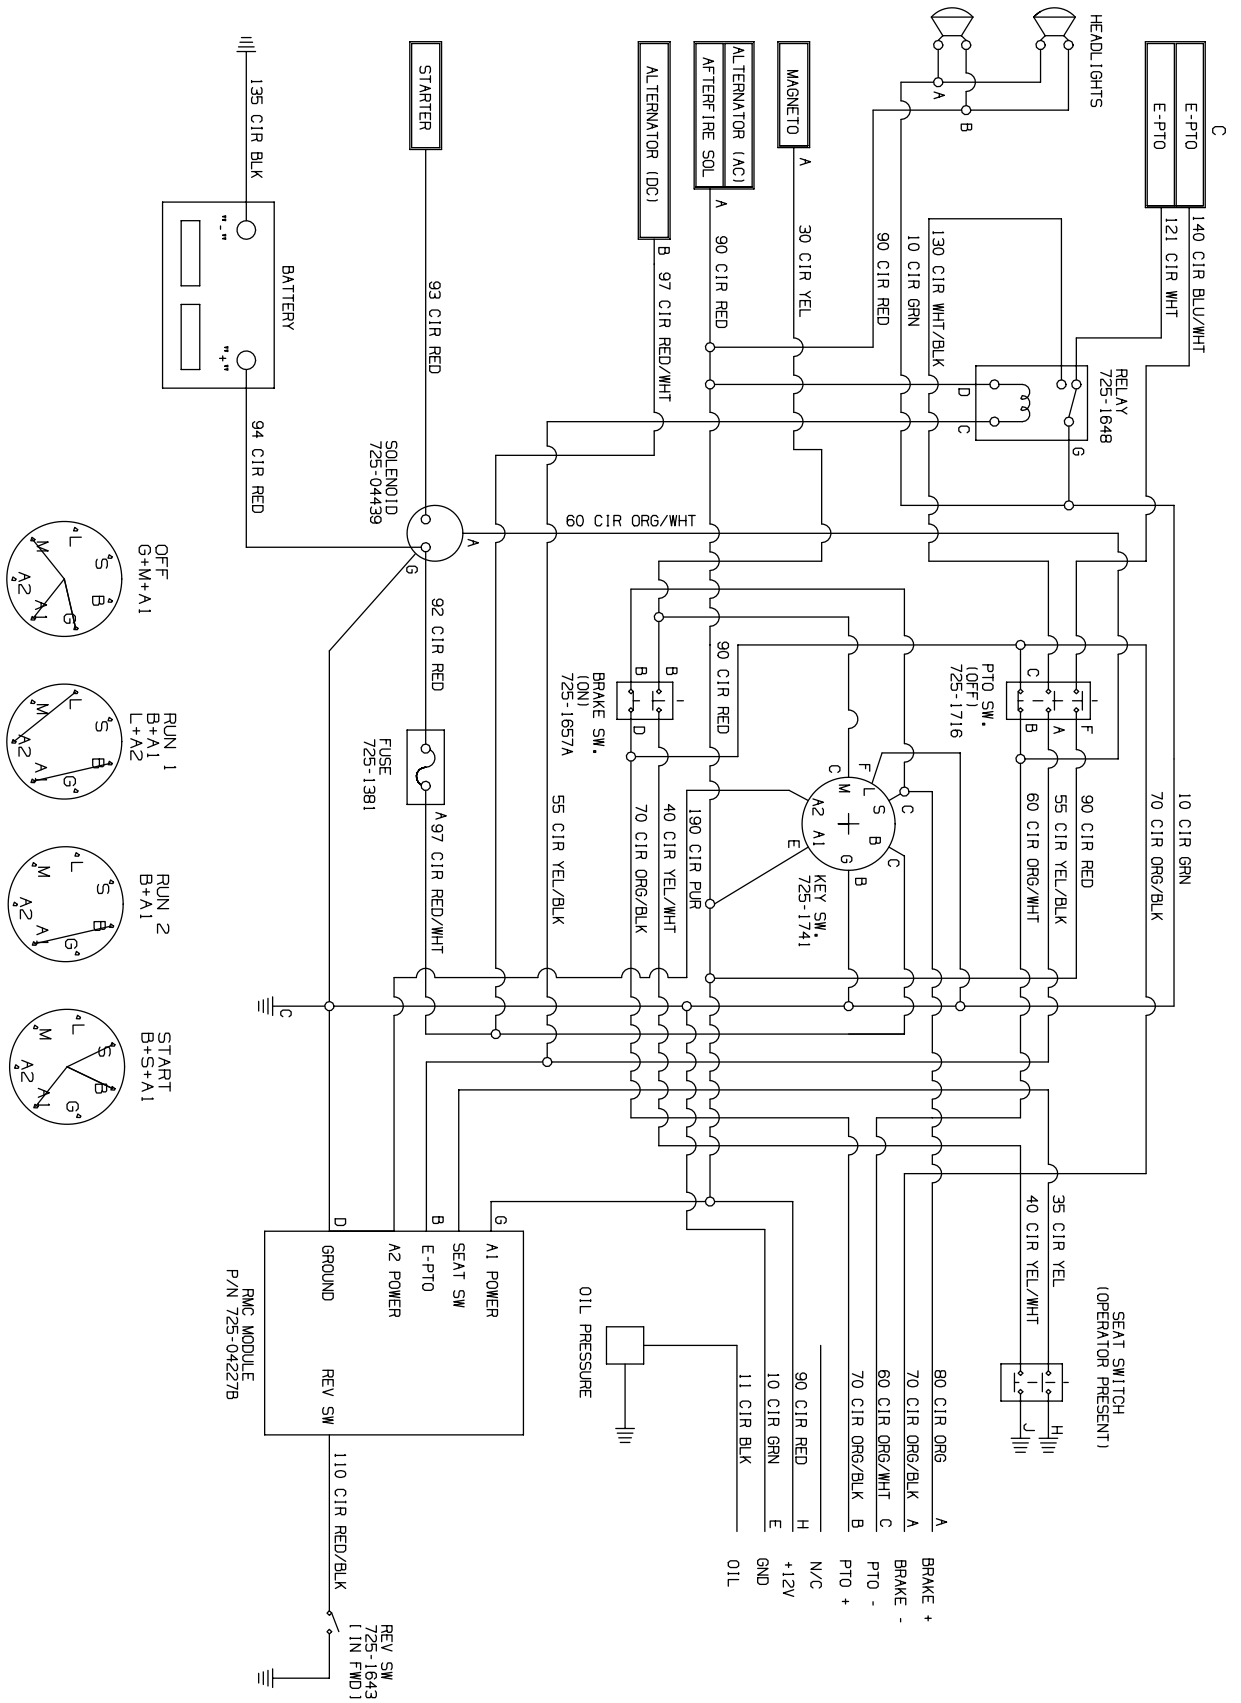 C
E-PTO
E-PTO
140 CIR BLU/WHT
121 CIR WHT
HEADLIGHTS
A
B
MAGNETO
A
30 CIR YEL
ALTERNATOR (AC)
AFTERFIRE SOL
A
90 CIR RED
ALTERNATOR (DC)
B
97 CIR RED/WHT
STARTER
93 CIR RED
135 CIR BLK
BATTERY
"-"
"+"
94 CIR RED
130 CIR WHT/BLK
10 CIR GRN
90 CIR RED
RELAY
725-1648
D
C
G
SOLENOID
725-04439
A
G
60 CIR ORG/WHT
92 CIR RED
FUSE
725-1381
A
97 CIR RED/WHT
BRAKE SW.
(ON)
725-1657A
B
B
D
90 CIR RED
PTO SW.
(OFF)
725-1716
C
F
A
B
KEY SW.
725-1741
C
F
C
C
B
E
M
L
S
B
G
A1
A2
10 CIR GRN
70 CIR ORG/BLK
90 CIR RED
55 CIR YEL/BLK
60 CIR ORG/WHT
190 CIR PUR
40 CIR YEL/WHT
70 CIR ORG/BLK
55 CIR YEL/BLK
C
OFF
G+M+A1
L
S
B
G
A1
A2
M
RUN 1
B+A1
L+A2
L
S
B
G
A1
A2
M
RUN 2
B+A1
L
S
B
G
A1
A2
M
START
B+S+A1
L
S
B
G
A1
A2
M
D
B
G
A1 POWER
SEAT SW
E-PTO
A2 POWER
GROUND
REV SW
RMC MODULE
P/N 725-04227B
110 CIR RED/BLK
REV SW
725-1643
[IN FWD]
OIL PRESSURE
35 CIR YEL
40 CIR YEL/WHT
SEAT SWITCH
(OPERATOR PRESENT)
H
J
80 CIR ORG
A
BRAKE +
70 CIR ORG/BLK
A
BRAKE -
60 CIR ORG/WHT
C
PTO -
70 CIR ORG/BLK
B
PTO +
N/C
90 CIR RED
H
+12V
10 CIR GRN
E
GND
11 CIR BLK
OIL